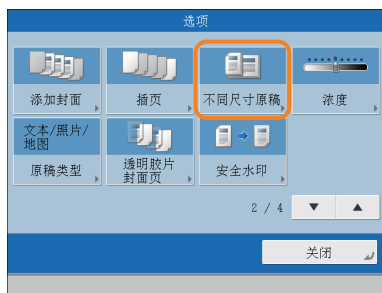 选项
添加封面
插页
不同尺寸原稿
浓度
文本/照片/
地图
原稿类型
透明胶片
封面页
安全水印
2 / 4
关闭